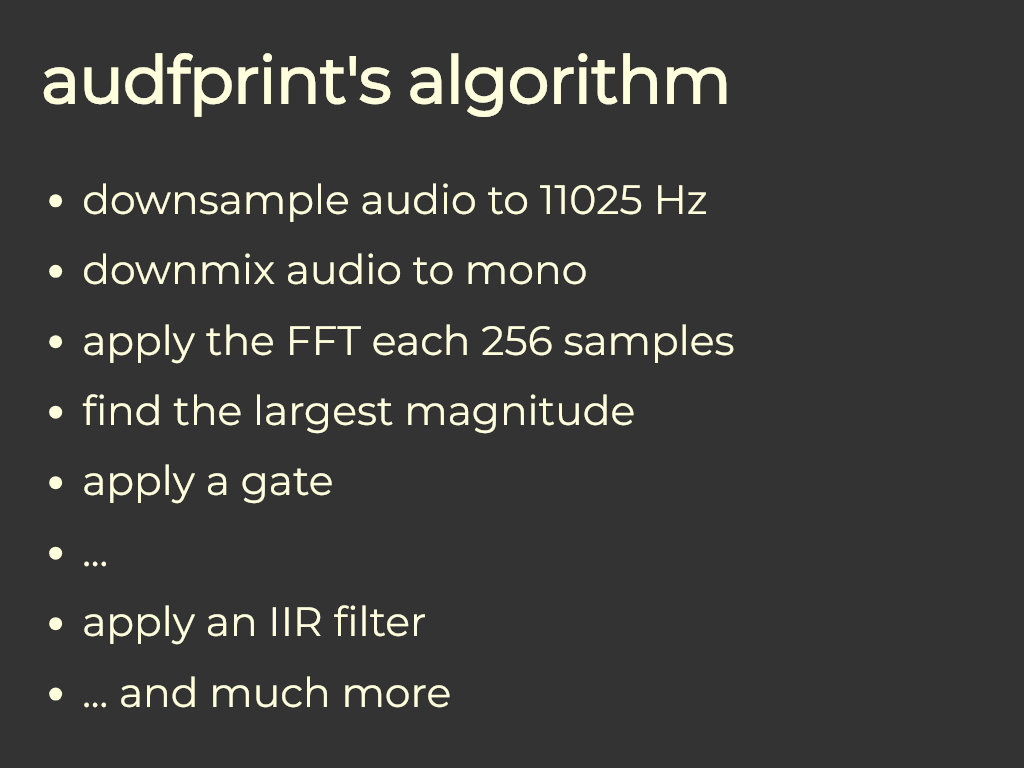 audfprint's algorithm
• downsample audio to 11025 Hz
• downmix audio to mono
• apply the FFT each 256 samples
• find the largest magnitude
• apply a gate
• ...
• apply an IIR filter
• ... and much more